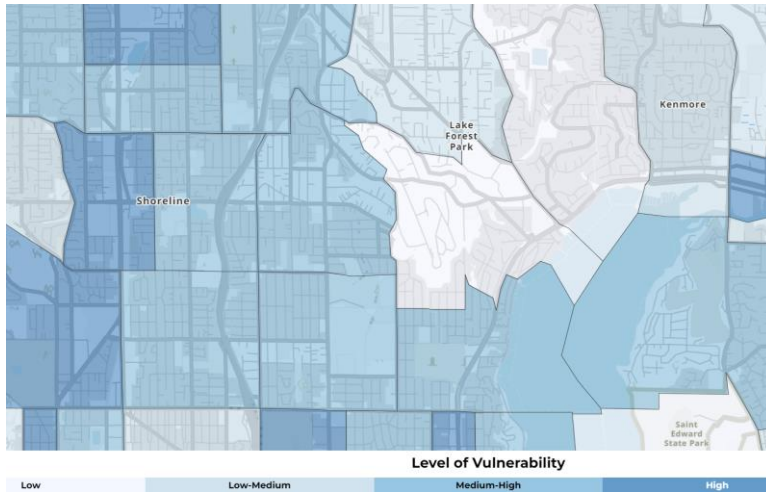 Kenmore
Lake
Forest
Park
Shoreline
Saint
Edward
State Park
Level of Vulnerability
Low
Low-Medium
Medium-High
High